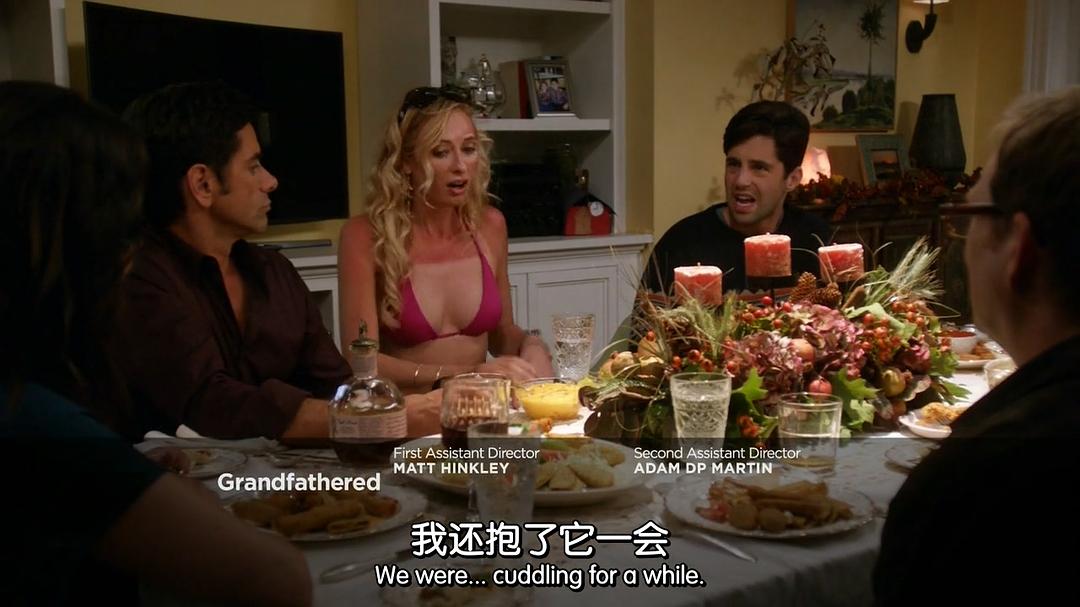 First Assistant Director
MATT HINKLEY
Second Assistant Director
ADAM DP MARTIN
Grandfathered
我还抱了它一会
We were... cuddling for a while.